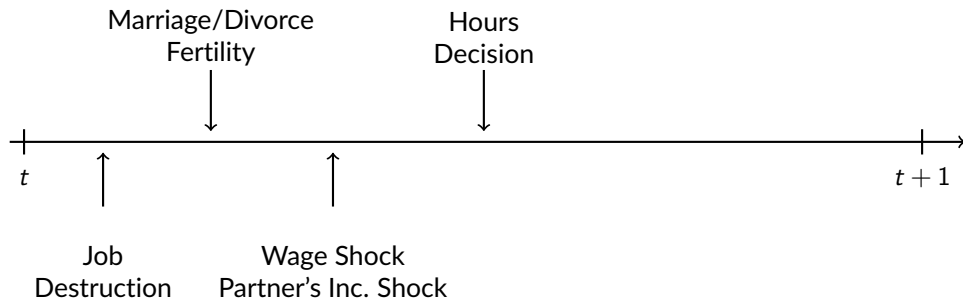 Marriage/Divorce
Fertility
Hours
Decision
t
t + 1
Job
Destruction
Wage Shock
Partner's Inc. Shock